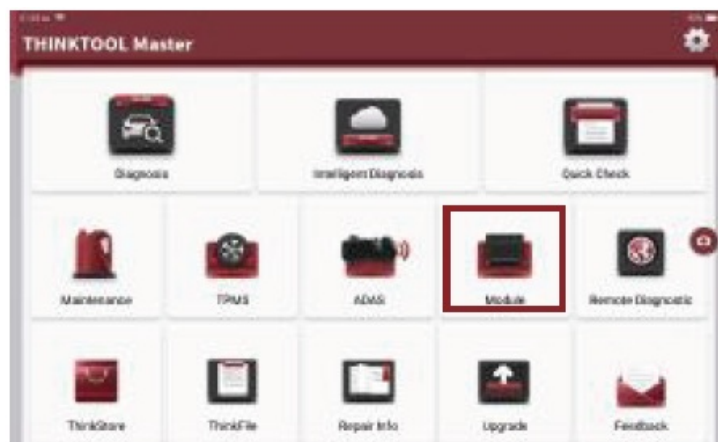 THINKTOOL Master
Diagnosis
Intelligent Diagnosis
Quick Check
Maintenance
TPMS
ADAS
Module
Remote Diagnostic
ThinkStore
ThinkFile
Repair Info
Upgrade
Feedback